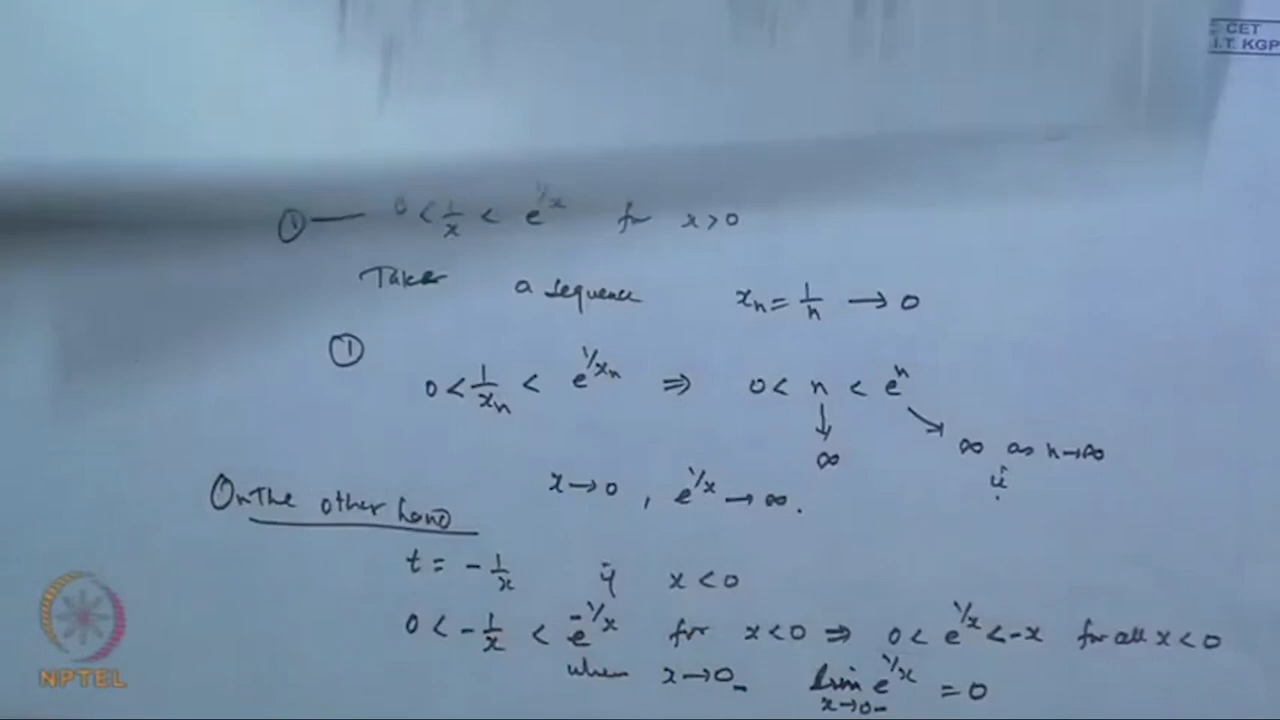 CET
I.T. KGP
① — 0 < 1/x < e^{1/x} for x > 0
Takes a sequence x_n = 1/n → 0
①
0 < 1/x_n < e^{1/x_n} ⇒ 0 < n < e^n
↓ ↘
∞ ∞ as n→∞
x→0 , e^{1/x} → ∞ .
On the other hand
t = - 1/x if x < 0
0 < -1/x < e^{-1/x} for x < 0 ⇒ 0 < e^{1/x} < -x for all x < 0
when x→0- lim_{x→0-} e^{1/x} = 0
NPTEL